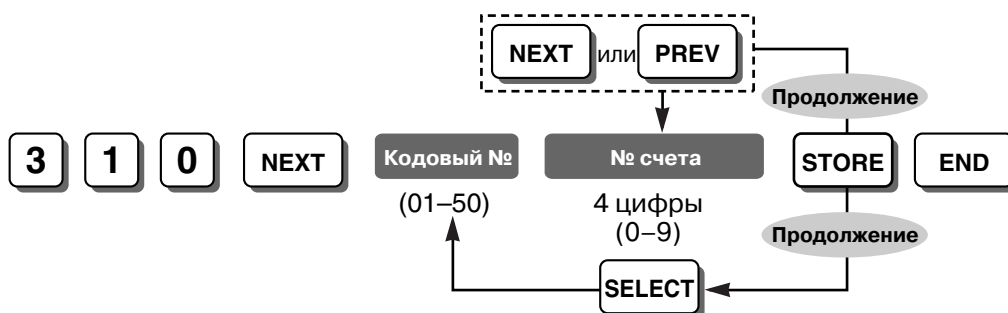 NEXT или PREV
Продолжение
3 1 0 NEXT Кодовый № № счета STORE END
(01–50) 4 цифры
(0–9)
Продолжение
SELECT